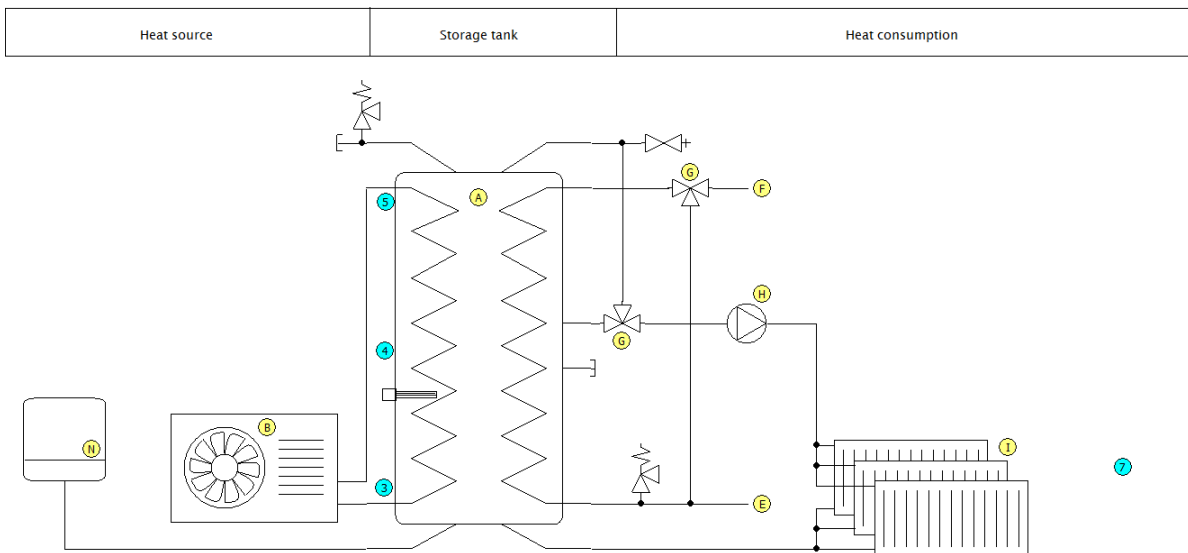 Heat source
Storage tank
Heat consumption
G
5
A
F
H
G
4
B
I
N
7
3
E